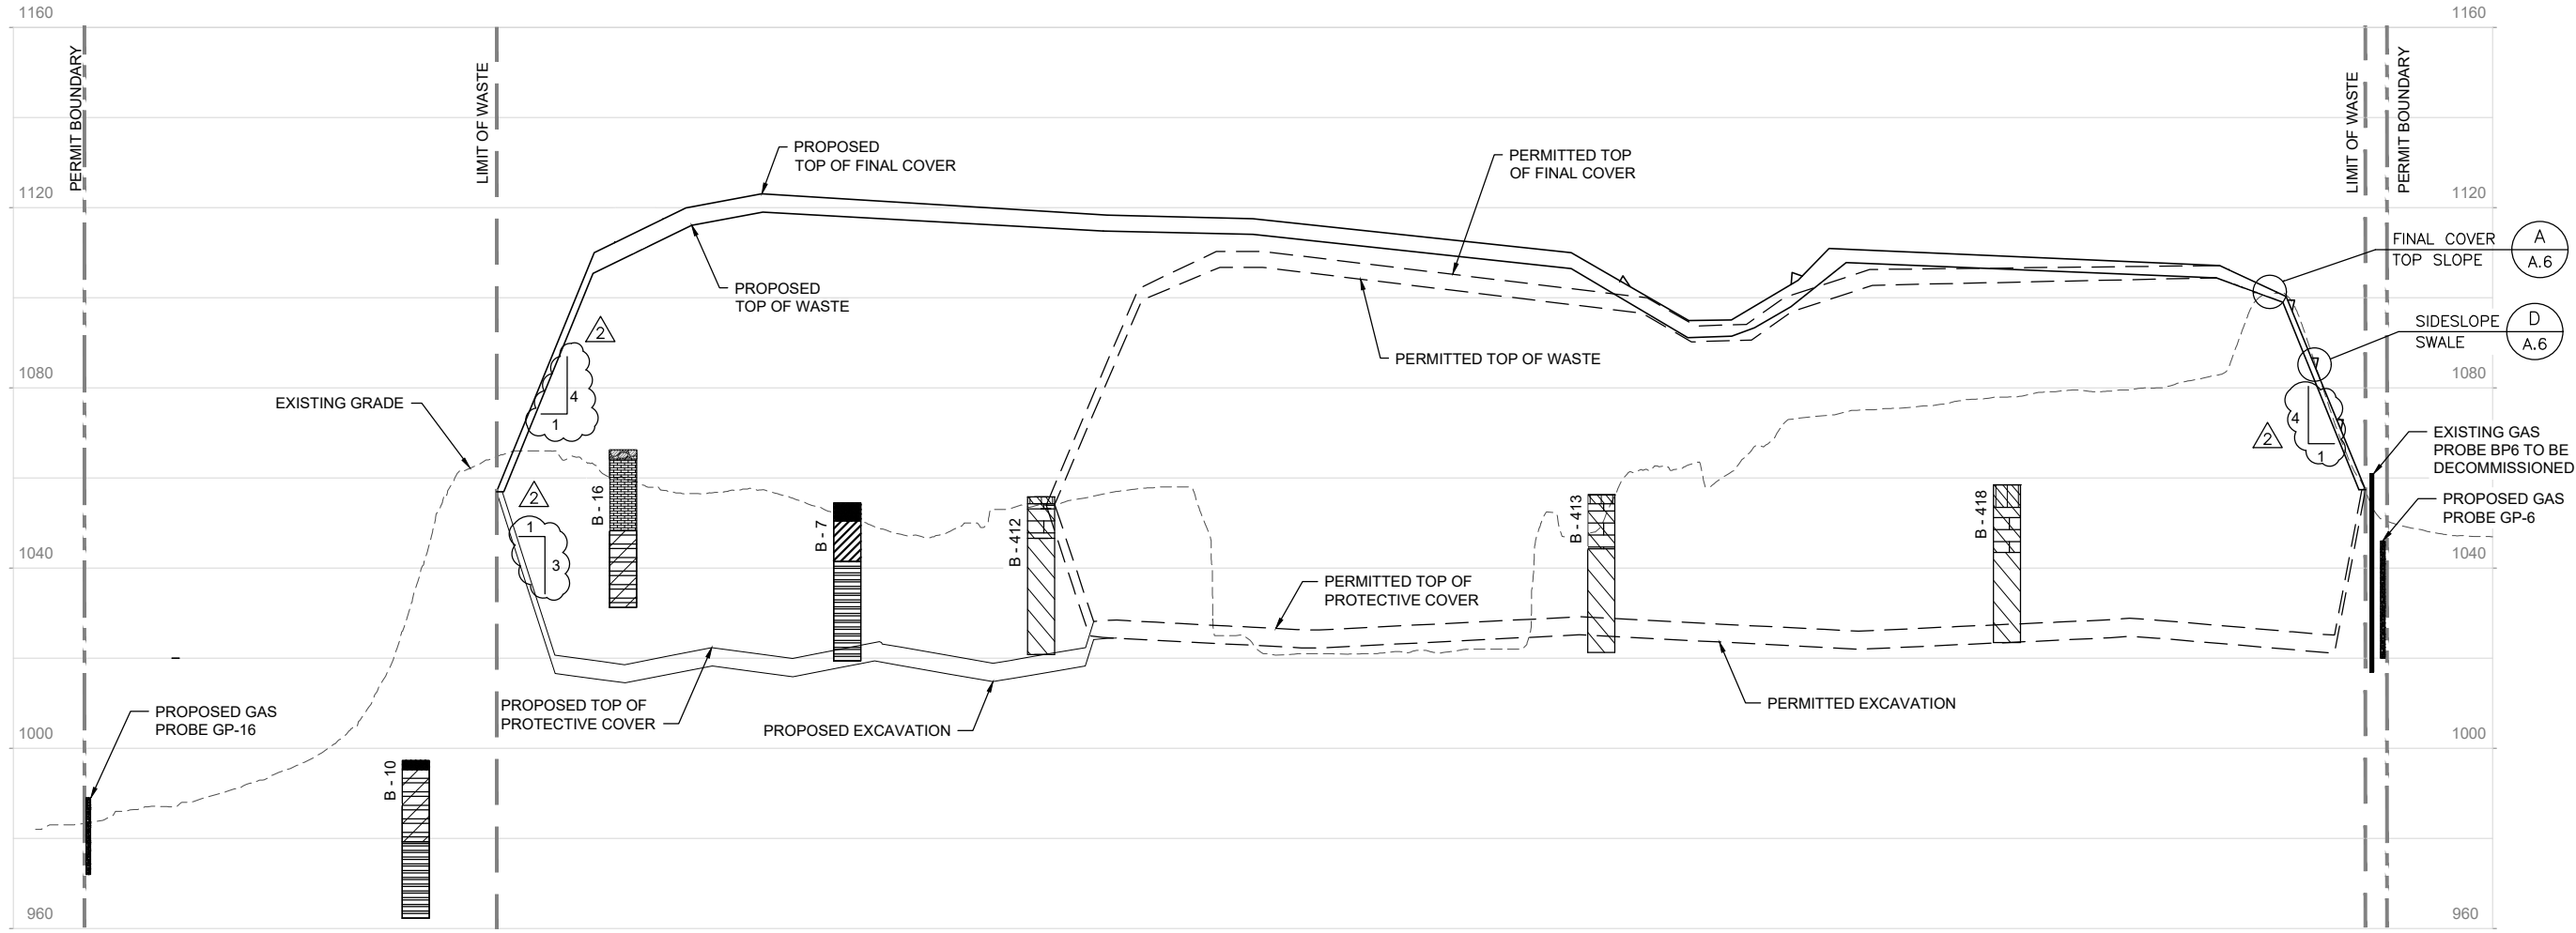 1160
1160
PERMIT BOUNDARY
LIMIT OF WASTE
LIMIT OF WASTE
PERMIT BOUNDARY
PROPOSED
TOP OF FINAL COVER
PERMITTED TOP
OF FINAL COVER
1120
1120
FINAL COVER
TOP SLOPE
A
A.6
PROPOSED
TOP OF WASTE
SIDESLOPE
SWALE
D
A.6
2
PERMITTED TOP OF WASTE
1080
1080
EXISTING GRADE
4
1
4
1
2
EXISTING GAS
PROBE BP6 TO BE
DECOMMISSIONED
2
B - 16
B - 7
B - 412
B - 413
B - 418
PROPOSED GAS
PROBE GP-6
1
3
1040
1040
PERMITTED TOP OF
PROTECTIVE COVER
PROPOSED TOP OF
PROTECTIVE COVER
PROPOSED EXCAVATION
PERMITTED EXCAVATION
PROPOSED GAS
PROBE GP-16
1000
1000
B - 10
960
960